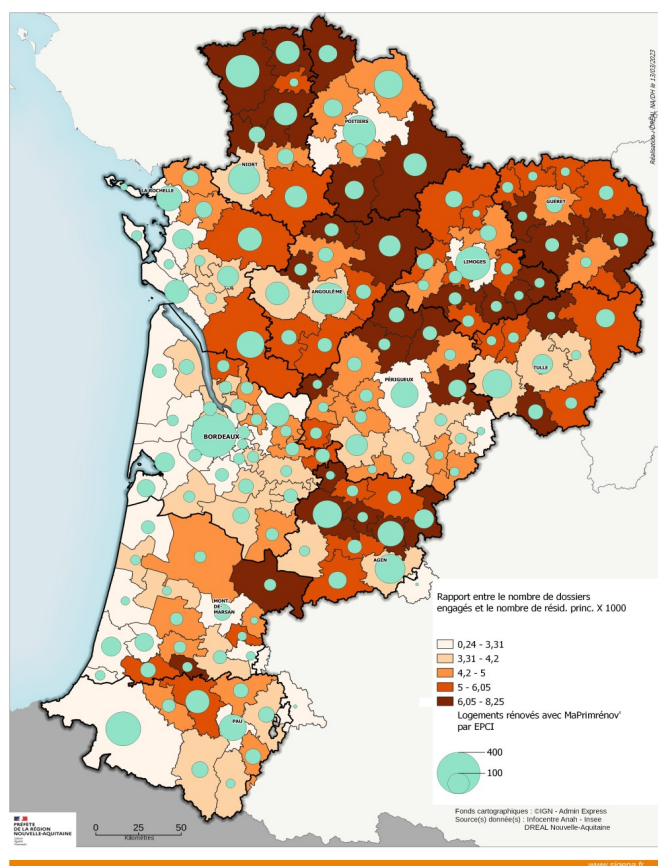 Réalisation : DREAL NA/DH le 13/03/2023
POITIERS
NIORT
LA ROCHELLE
GUÉRET
LIMOGES
ANGOULÊME
TULLE
PÉRIGUEUX
BORDEAUX
AGEN
MONT-
DE-
MARSAN
PAU
Rapport entre le nombre de dossiers
engagés et le nombre de résid. princ. X 1000
0,24 - 3,31
3,31 - 4,2
4,2 - 5
5 - 6,05
6,05 - 8,25
Logements rénovés avec MaPrimrénov'
par EPCI
400
100
Fonds cartographiques : ©IGN - Admin Express
Source(s) donnée(s) : Infocentre Anah - Insee
DREAL Nouvelle-Aquitaine
PRÉFÈTE
DE LA RÉGION
NOUVELLE-AQUITAINE
0 25 50
Kilomètres
www.sigena.fr